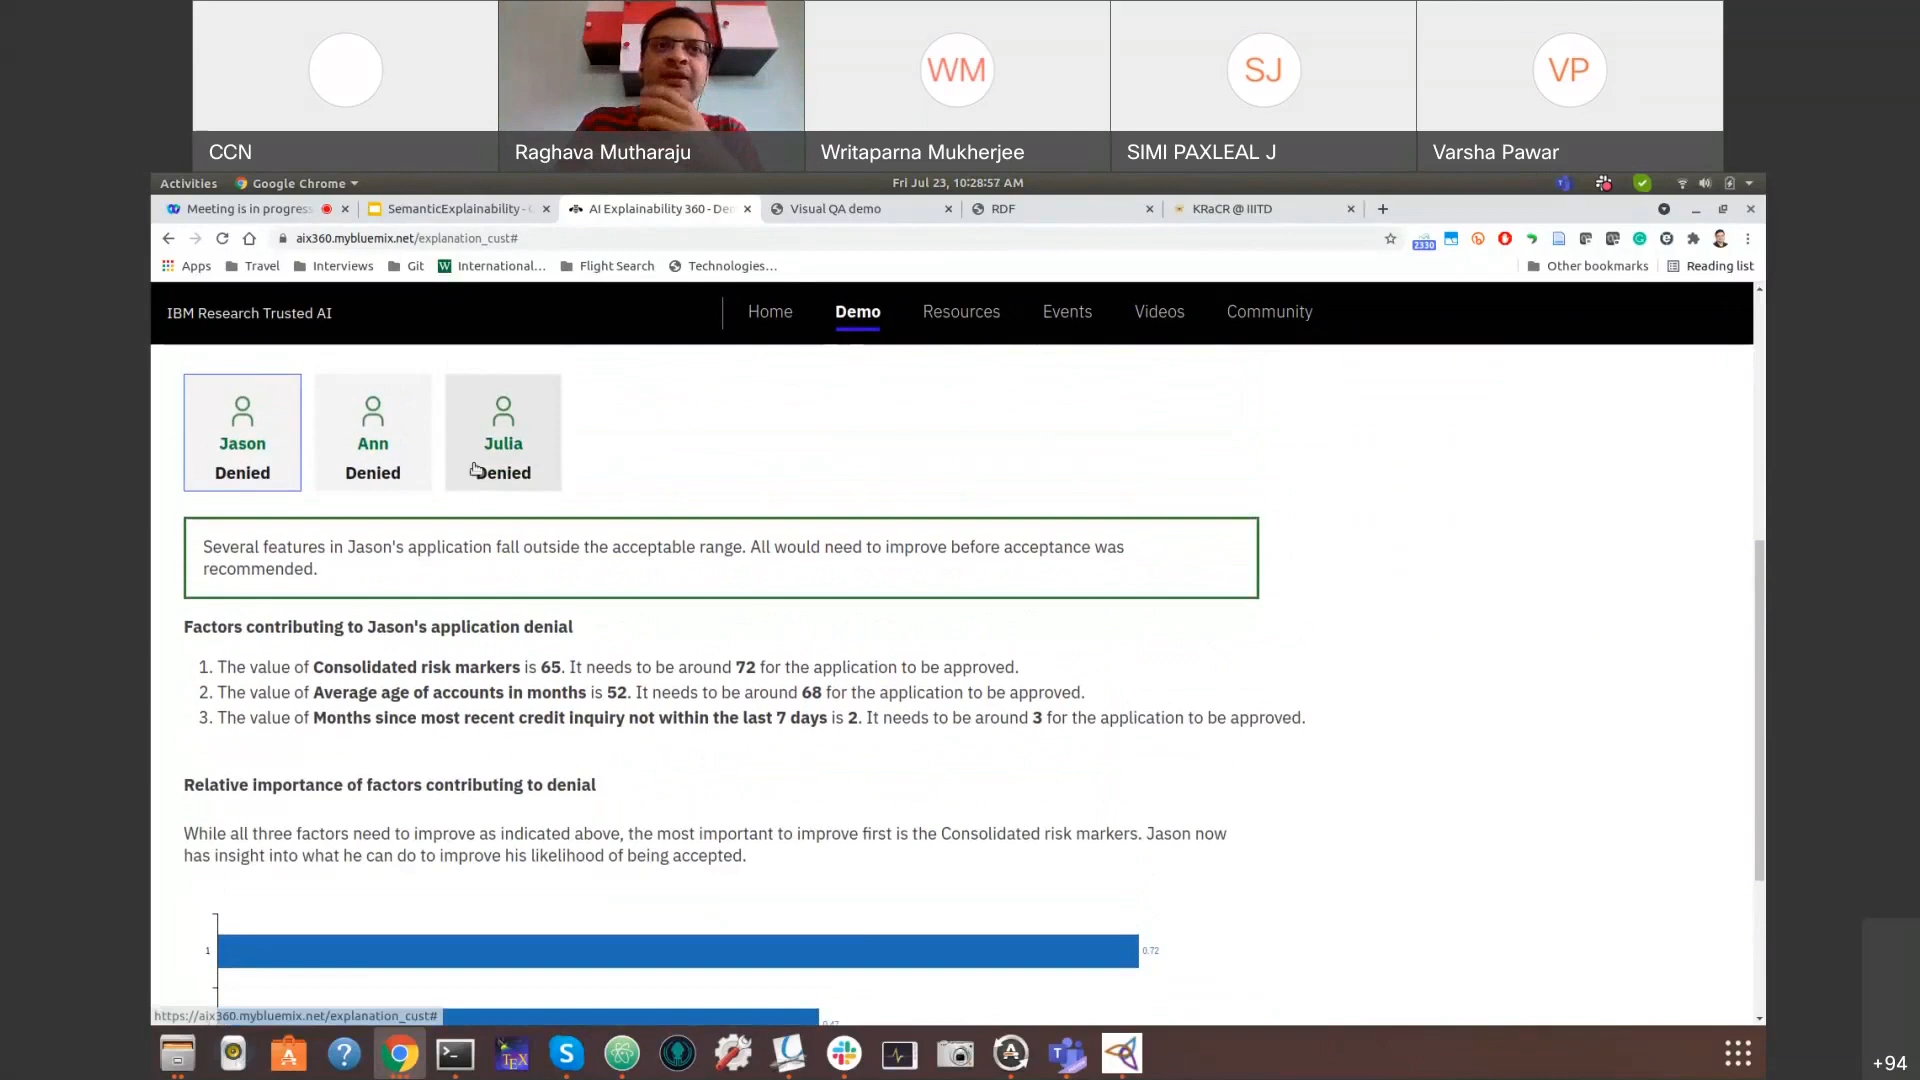 WM
SJ
VP
CCN
Raghava Mutharaju
Writaparna Mukherjee
SIMI PAXLEAL J
Varsha Pawar
Activities
Google Chrome
Fri Jul 23, 10:28:57 AM
Meeting is in progress
SemanticExplainability -
AI Explainability 360 - De
Visual QA demo
RDF
KRaCR @ IIITD
aix360.mybluemix.net/explanation_cust#
2330
Apps
Travel
Interviews
Git
International...
Flight Search
Technologies...
Other bookmarks
Reading list
IBM Research Trusted AI
Home
Demo
Resources
Events
Videos
Community
Jason
Ann
Julia
Denied
Denied
Denied
Several features in Jason's application fall outside the acceptable range. All would need to improve before acceptance was
recommended.
Factors contributing to Jason's application denial
1. The value of Consolidated risk markers is 65. It needs to be around 72 for the application to be approved.
2. The value of Average age of accounts in months is 52. It needs to be around 68 for the application to be approved.
3. The value of Months since most recent credit inquiry not within the last 7 days is 2. It needs to be around 3 for the application to be approved.
Relative importance of factors contributing to denial
While all three factors need to improve as indicated above, the most important to improve first is the Consolidated risk markers. Jason now
has insight into what he can do to improve his likelihood of being accepted.
1
0.72
https://aix360.mybluemix.net/explanation_cust#
TEX
+94